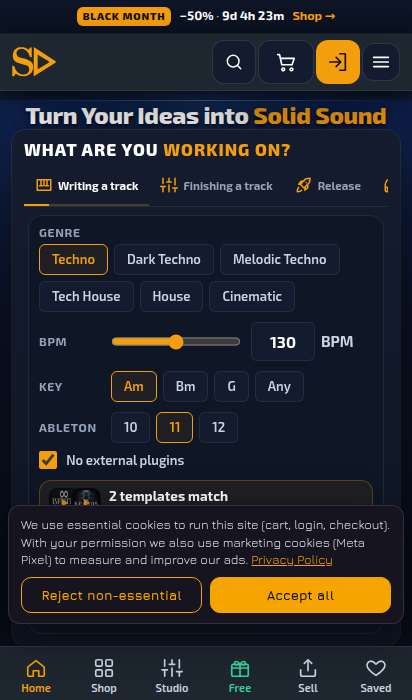 BLACK MONTH −50% · 9d 4h 23m Shop →
Turn Your Ideas into Solid Sound
WHAT ARE YOU WORKING ON?
Writing a track Finishing a track Release
GENRE
Techno Dark Techno Melodic Techno
Tech House House Cinematic
BPM 130 BPM
KEY Am Bm G Any
ABLETON 10 11 12
No external plugins
2 templates match
We use essential cookies to run this site (cart, login, checkout).
With your permission we also use marketing cookies (Meta
Pixel) to measure and improve our ads. Privacy Policy
Reject non-essential Accept all
Home Shop Studio Free Sell Saved